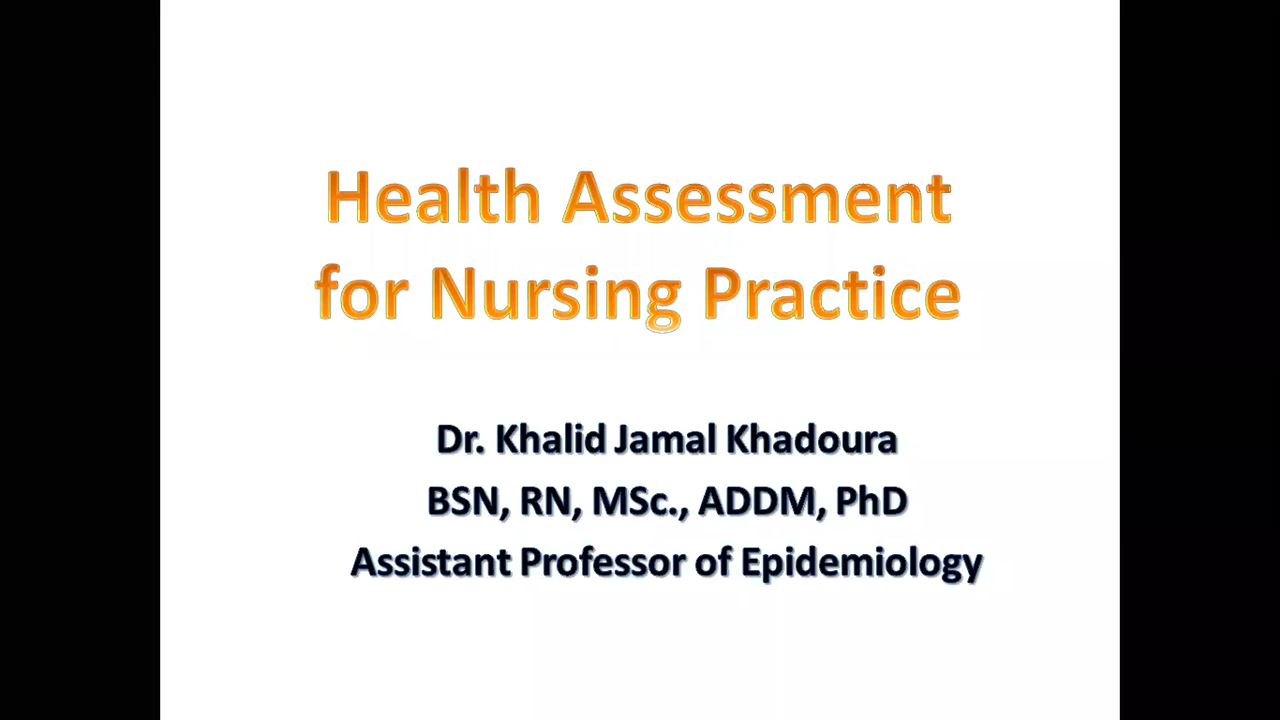 Health Assessment
for Nursing Practice
Dr. Khalid Jamal Khadoura
BSN, RN, MSc., ADDM, PhD
Assistant Professor of Epidemiology